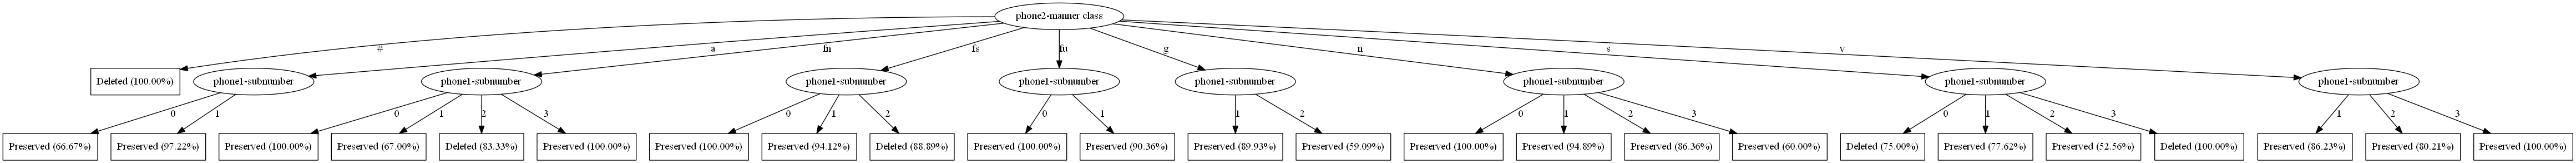 phone2-manner class
# a fn fs fu g n s v
Deleted (100.00%) phone1-subnumber phone1-subnumber phone1-subnumber phone1-subnumber phone1-subnumber phone1-subnumber phone1-subnumber phone1-subnumber
0 1 0 1 2 3 0 1 2 0 1 1 2 0 1 2 3 0 1 2 3 1 2 3
Preserved (66.67%) Preserved (97.22%) Preserved (100.00%) Preserved (67.00%) Deleted (83.33%) Preserved (100.00%) Preserved (100.00%) Preserved (94.12%) Deleted (88.89%) Preserved (100.00%) Preserved (90.36%) Preserved (89.93%) Preserved (59.09%) Preserved (100.00%) Preserved (94.89%) Preserved (86.36%) Preserved (60.00%) Deleted (75.00%) Preserved (77.62%) Preserved (52.56%) Deleted (100.00%) Preserved (86.23%) Preserved (80.21%) Preserved (100.00%)